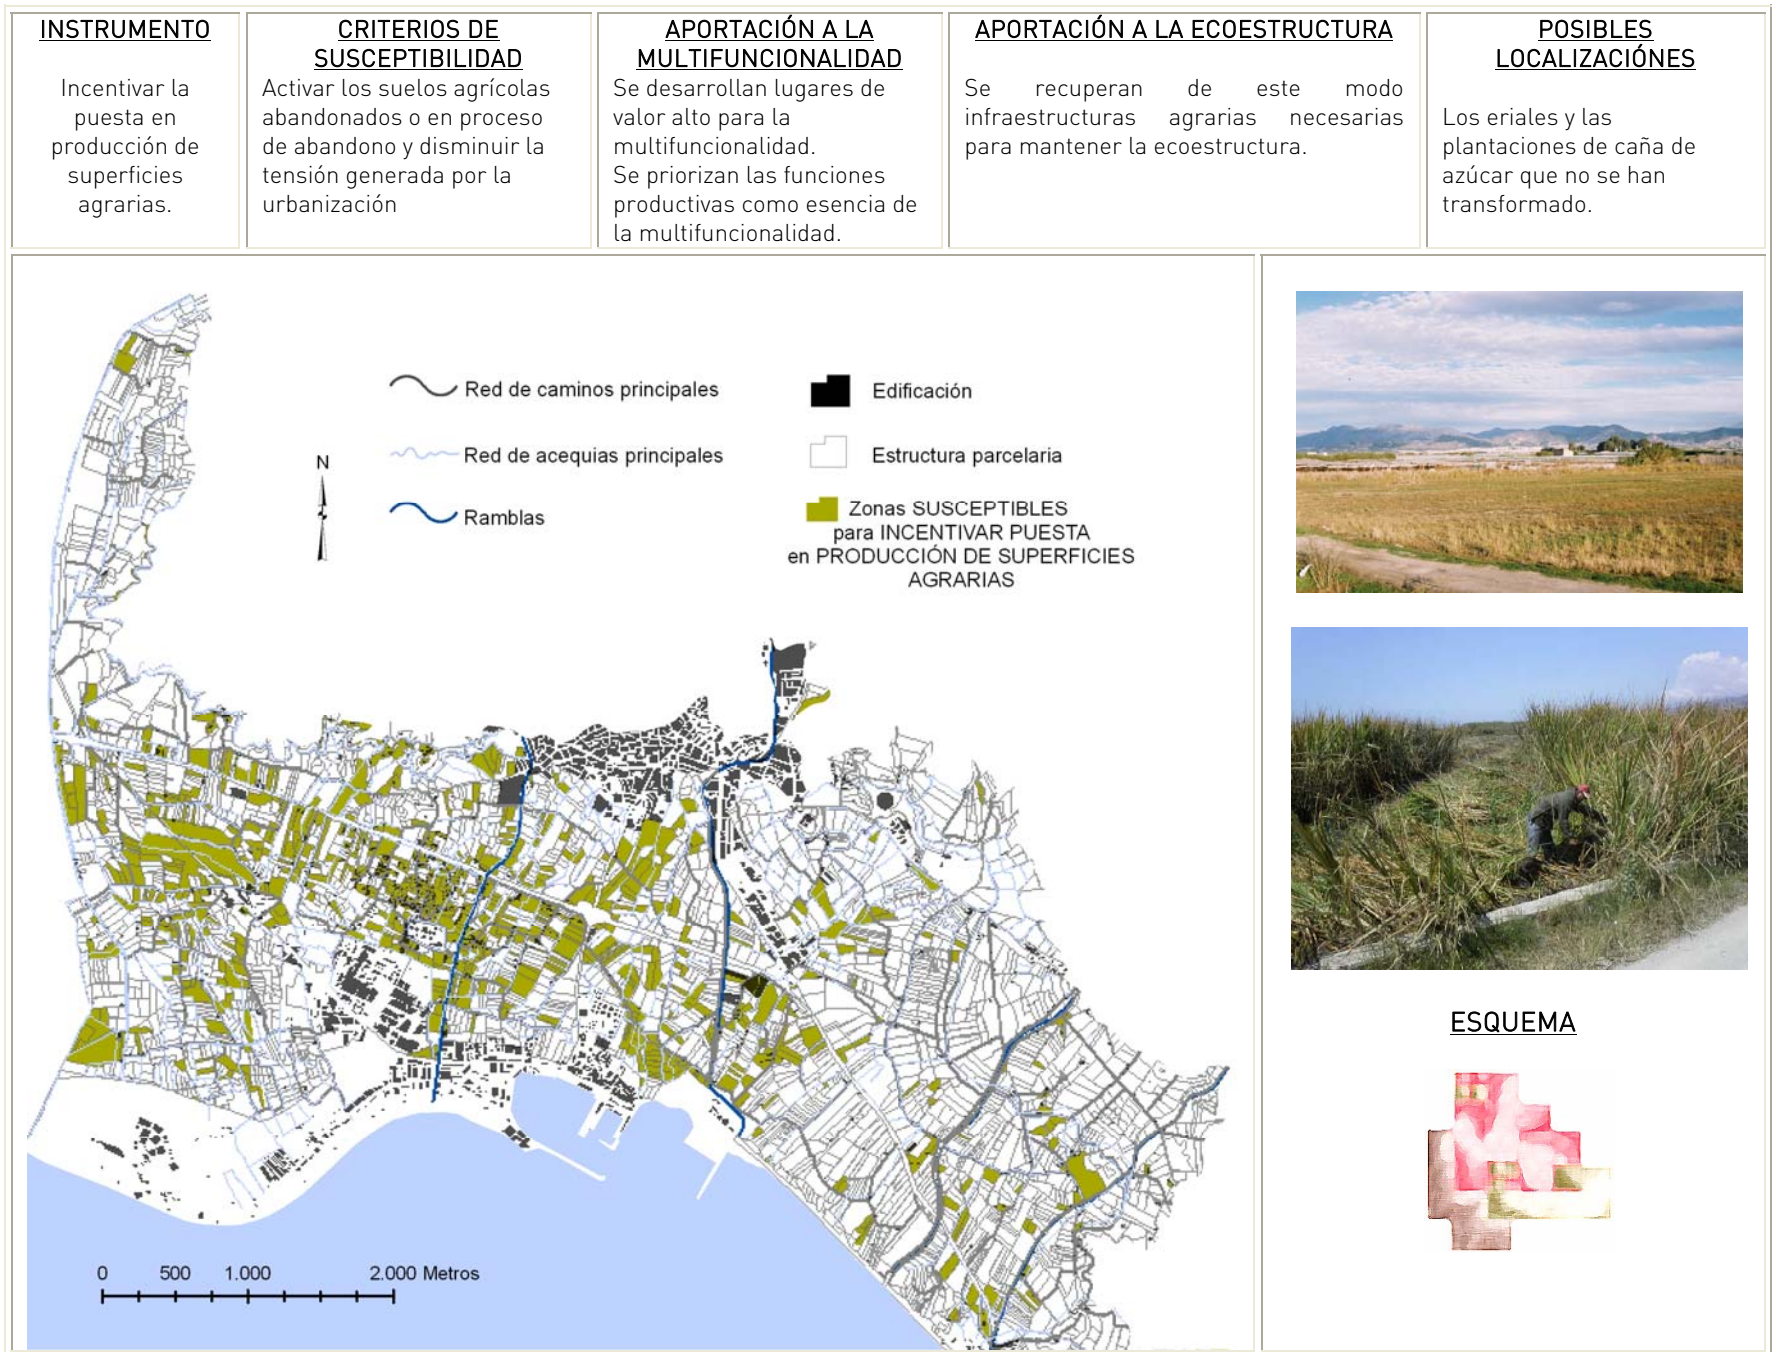 INSTRUMENTO
Incentivar la
puesta en
producción de
superficies
agrarias.
CRITERIOS DE
SUSCEPTIBILIDAD
Activar los suelos agrícolas
abandonados o en proceso
de abandono y disminuir la
tensión generada por la
urbanización
APORTACIÓN A LA
MULTIFUNCIONALIDAD
Se desarrollan lugares de
valor alto para la
multifuncionalidad.
Se priorizan las funciones
productivas como esencia de
la multifuncionalidad.
APORTACIÓN A LA ECOESTRUCTURA
Se recuperan de este modo
infraestructuras agrarias necesarias
para mantener la ecoestructura.
POSIBLES
LOCALIZACIÓNES
Los eriales y las
plantaciones de caña de
azúcar que no se han
transformado.
Red de caminos principales
Red de acequias principales
Ramblas
N
Edificación
Estructura parcelaria
Zonas SUSCEPTIBLES
para INCENTIVAR PUESTA
en PRODUCCIÓN DE SUPERFICIES
AGRARIAS
0 500 1.000 2.000 Metros
ESQUEMA